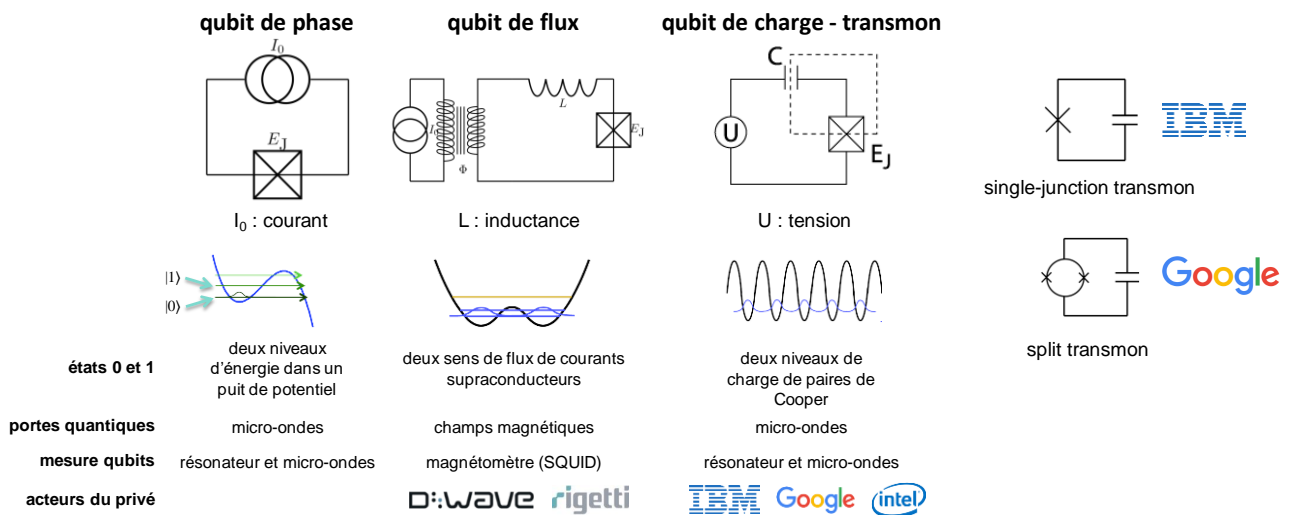 qubit de phase
qubit de flux
qubit de charge - transmon
I0
EJ
I0
Φ
L
EJ
C
U
EJ
IBM
single-junction transmon
I0 : courant
L : inductance
U : tension
|1⟩
|0⟩
Google
split transmon
états 0 et 1
deux niveaux
d'énergie dans un
puit de potentiel
deux sens de flux de courants
supraconducteurs
deux niveaux de
charge de paires de
Cooper
portes quantiques
micro-ondes
champs magnétiques
micro-ondes
mesure qubits
résonateur et micro-ondes
magnétomètre (SQUID)
résonateur et micro-ondes
acteurs du privé
D:wave
rigetti
IBM
Google
intel